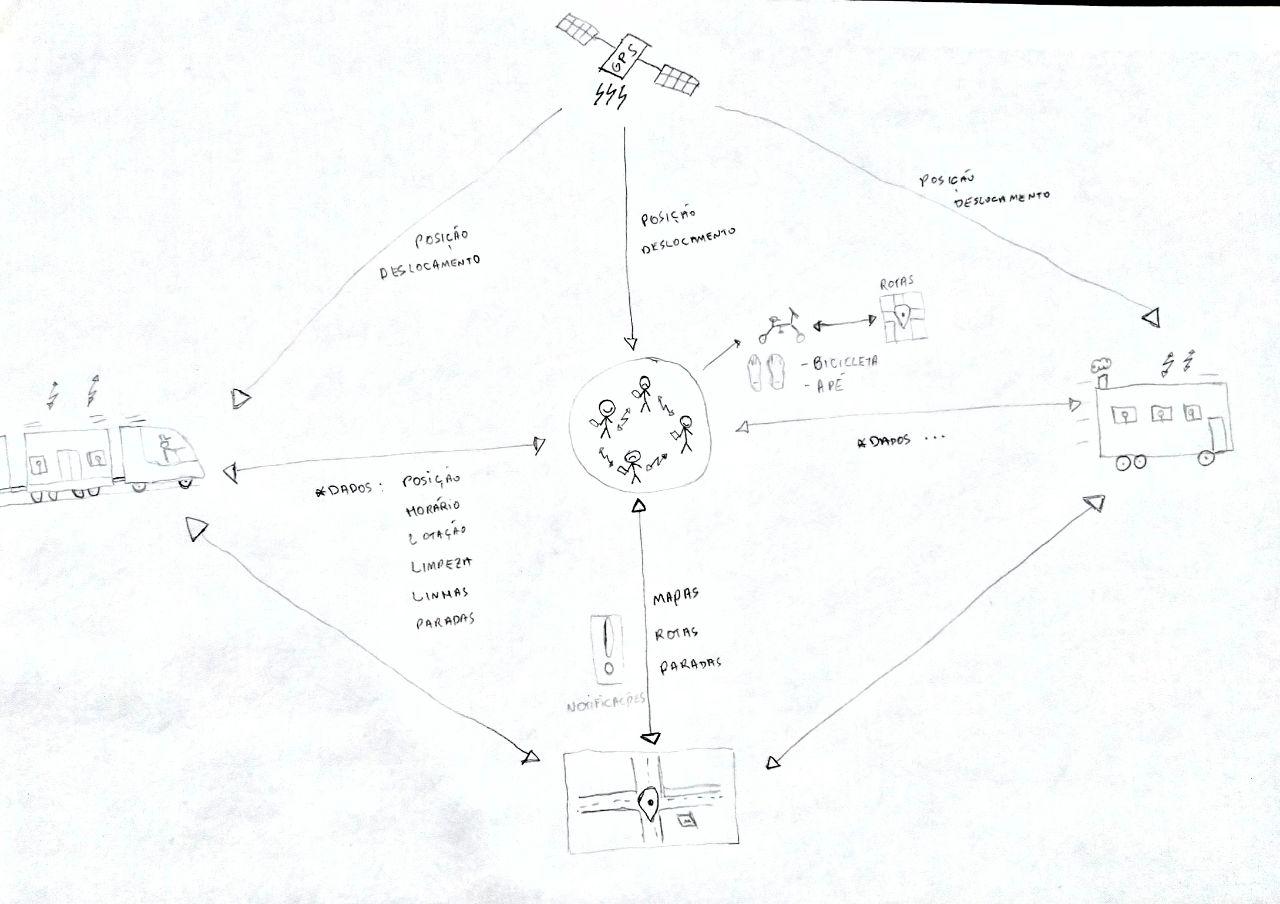 GPS
POSIÇÃO
DESLOCAMENTO
POSIÇÃO
DESLOCAMENTO
POSIÇÃO
DESLOCAMENTO
ROTAS
- BICICLETA
- APÉ
*DADOS ...
*DADOS: POSIÇÃO
HORÁRIO
LOTAÇÃO
LIMPEZA
LINHAS
PARADAS
MAPAS
ROTAS
PARADAS
NOTIFICAÇÕES